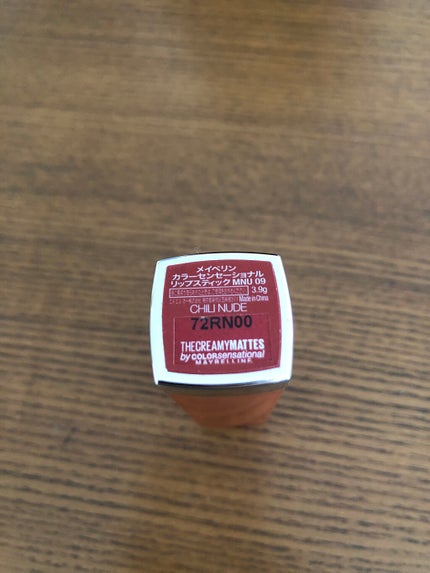 メイベリン
カラーセンセーショナル
リップスティック MNU 09
3.9g
Made in China
CHILI NUDE
72RN00
THECREAMYMATTES
by COLORsensational
MAYBELLINE